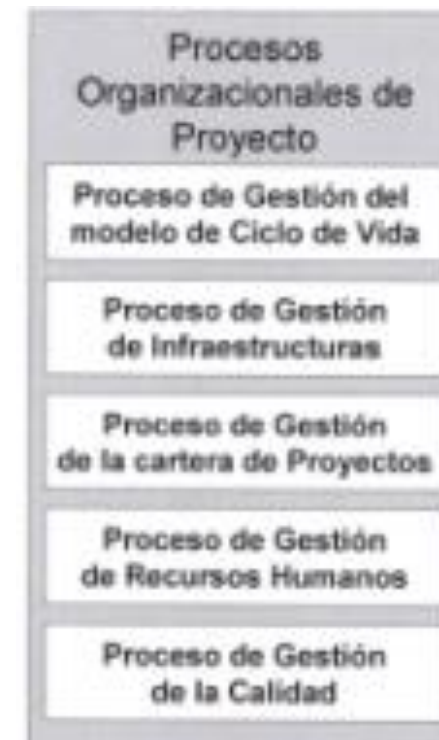 Procesos
Organizacionales de
Proyecto
Proceso de Gestión del
modelo de Ciclo de Vida
Proceso de Gestión
de Infraestructuras
Proceso de Gestión
de la cartera de Proyectos
Proceso de Gestión
de Recursos Humanos
Proceso de Gestión
de la Calidad